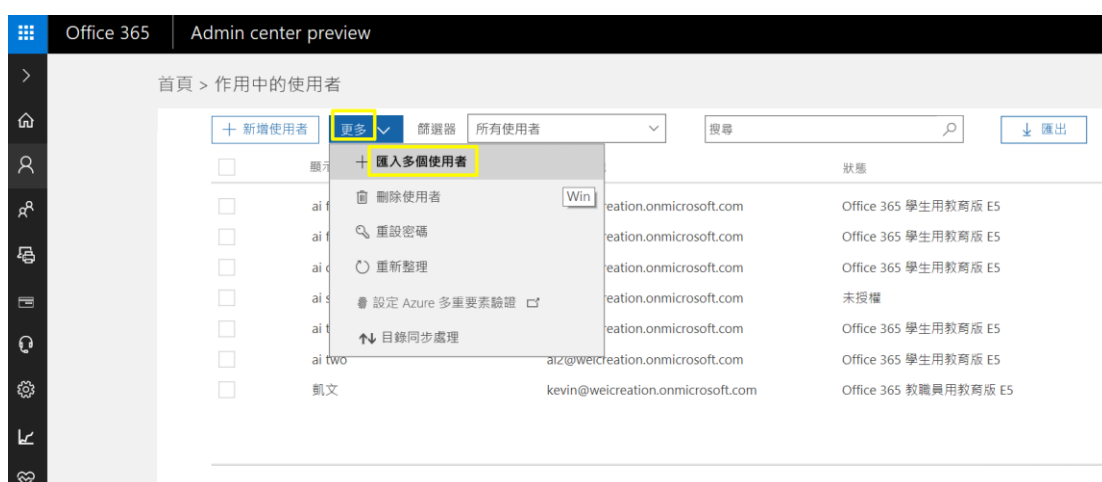 Office 365 Admin center preview
首頁 > 作用中的使用者
新增使用者 更多 篩選器 所有使用者 搜尋 匯出
匯入多個使用者 狀態
刪除使用者 Win
重設密碼
重新整理
設定 Azure 多重要素驗證
目錄同步處理
ai f eation.onmicrosoft.com Office 365 學生用教育版 E5
ai f reation.onmicrosoft.com Office 365 學生用教育版 E5
ai reation.onmicrosoft.com Office 365 學生用教育版 E5
ai s reation.onmicrosoft.com 未授權
ai t reation.onmicrosoft.com Office 365 學生用教育版 E5
ai two ai2@weicreation.onmicrosoft.com Office 365 學生用教育版 E5
凱文 kevin@weicreation.onmicrosoft.com Office 365 教職員用教育版 E5